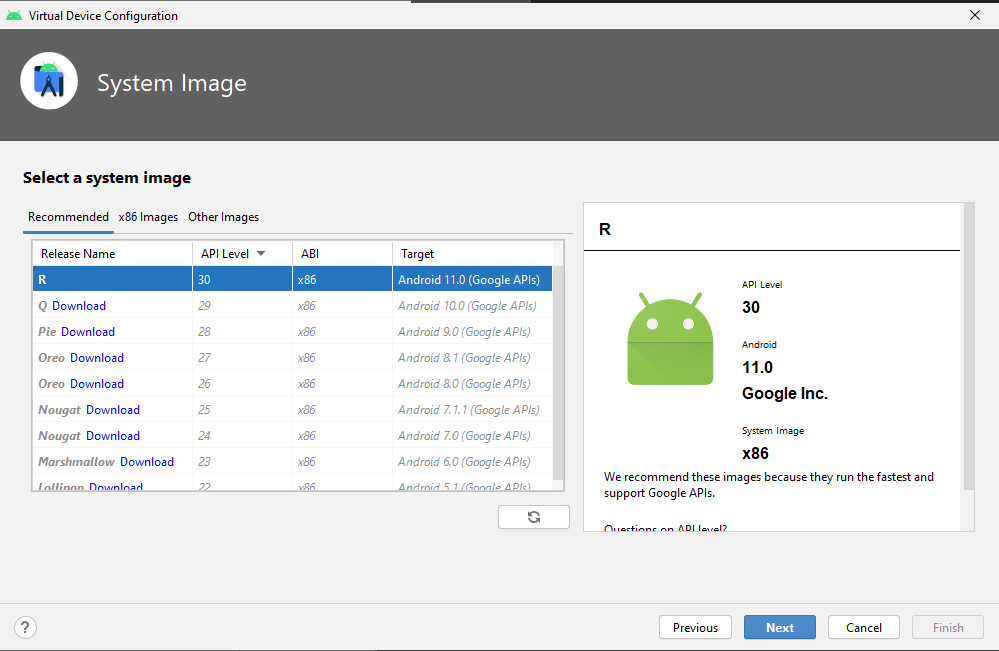 Virtual Device Configuration
System Image
Select a system image
Recommended x86 Images Other Images
Release Name API Level ABI Target
R 30 x86 Android 11.0 (Google APIs)
Q Download 29 x86 Android 10.0 (Google APIs)
Pie Download 28 x86 Android 9.0 (Google APIs)
Oreo Download 27 x86 Android 8.1 (Google APIs)
Oreo Download 26 x86 Android 8.0 (Google APIs)
Nougat Download 25 x86 Android 7.1.1 (Google APIs)
Nougat Download 24 x86 Android 7.0 (Google APIs)
Marshmallow Download 23 x86 Android 6.0 (Google APIs)
Lollipop Download 22 x86 Android 5.1 (Google APIs)
R
API Level
30
Android
11.0
Google Inc.
System Image
x86
We recommend these images because they run the fastest and
support Google APIs.
Questions on API level?
? Previous Next Cancel Finish